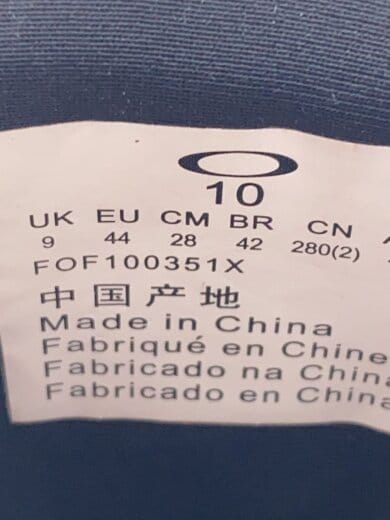 10
UK EU CM BR CN
9 44 28 42 280(2)
FOF100351X
中国产地
Made in China
Fabriqué en Chine
Fabricado na China
Fabricado en China